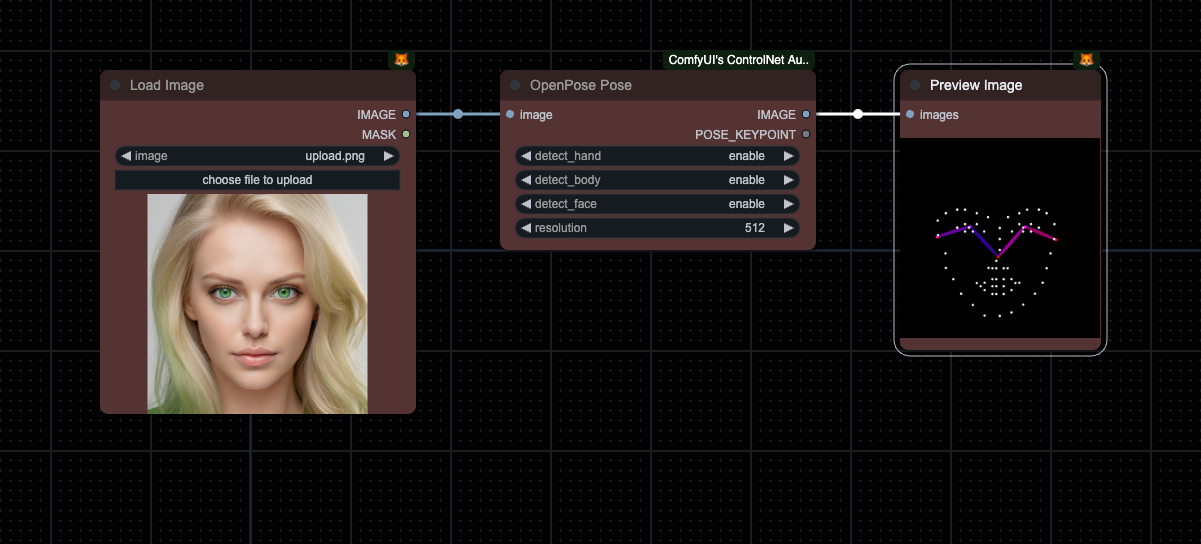 Load Image
IMAGE
MASK
image upload.png
choose file to upload
ComfyUI's ControlNet Au..
OpenPose Pose
image IMAGE
POSE_KEYPOINT
detect_hand enable
detect_body enable
detect_face enable
resolution 512
Preview Image
images